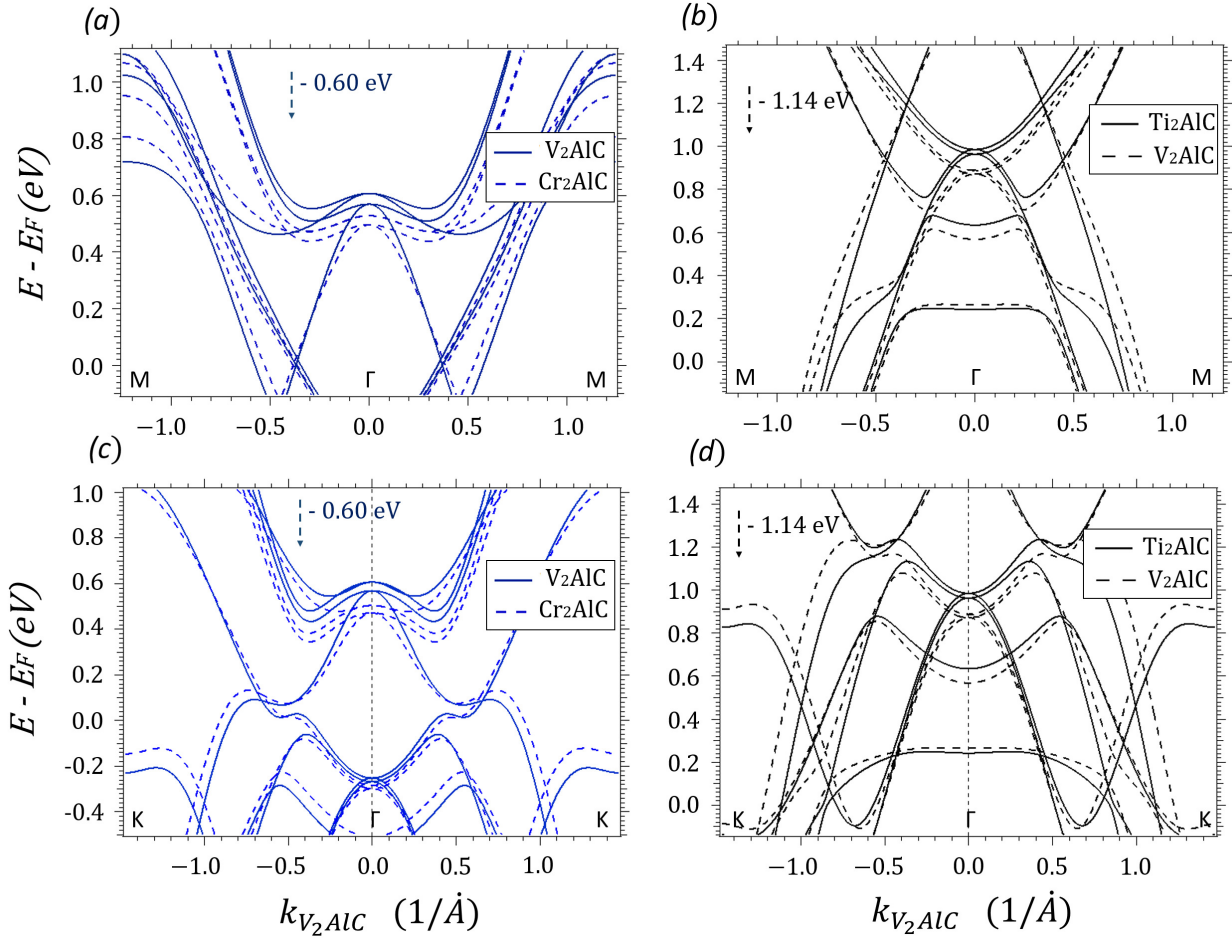 (a)
E - EF (eV)
1.0
0.8
0.6
0.4
0.2
0.0
- 0.60 eV
V2AlC
Cr2AlC
M Γ M
−1.0 −0.5 0.0 0.5 1.0
(b)
1.4
1.2
1.0
0.8
0.6
0.4
0.2
0.0
- 1.14 eV
Ti2AlC
V2AlC
M Γ M
−1.0 −0.5 0.0 0.5 1.0
(c)
E - EF (eV)
1.0
0.8
0.6
0.4
0.2
0.0
-0.2
-0.4
- 0.60 eV
V2AlC
Cr2AlC
K Γ K
−1.0 −0.5 0.0 0.5 1.0
kV2AlC (1/Å)
(d)
1.4
1.2
1.0
0.8
0.6
0.4
0.2
0.0
- 1.14 eV
Ti2AlC
V2AlC
K Γ K
−1.0 −0.5 0.0 0.5 1.0
kV2AlC (1/Å)